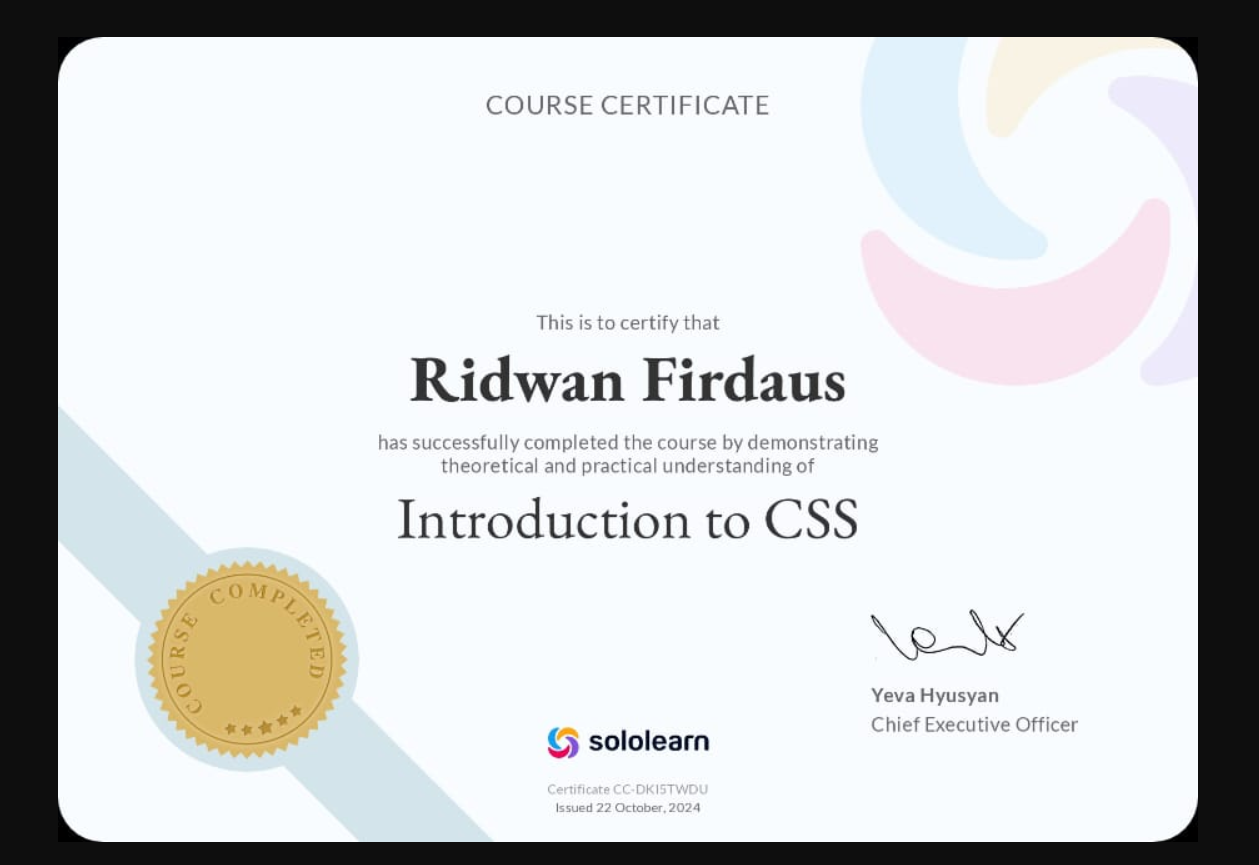 COURSE CERTIFICATE
This is to certify that
Ridwan Firdaus
has successfully completed the course by demonstrating
theoretical and practical understanding of
Introduction to CSS
COURSE COMPLETED
Yeva Hyusyan
Chief Executive Officer
sololearn
Certificate CC-DKI5TWDU
Issued 22 October, 2024